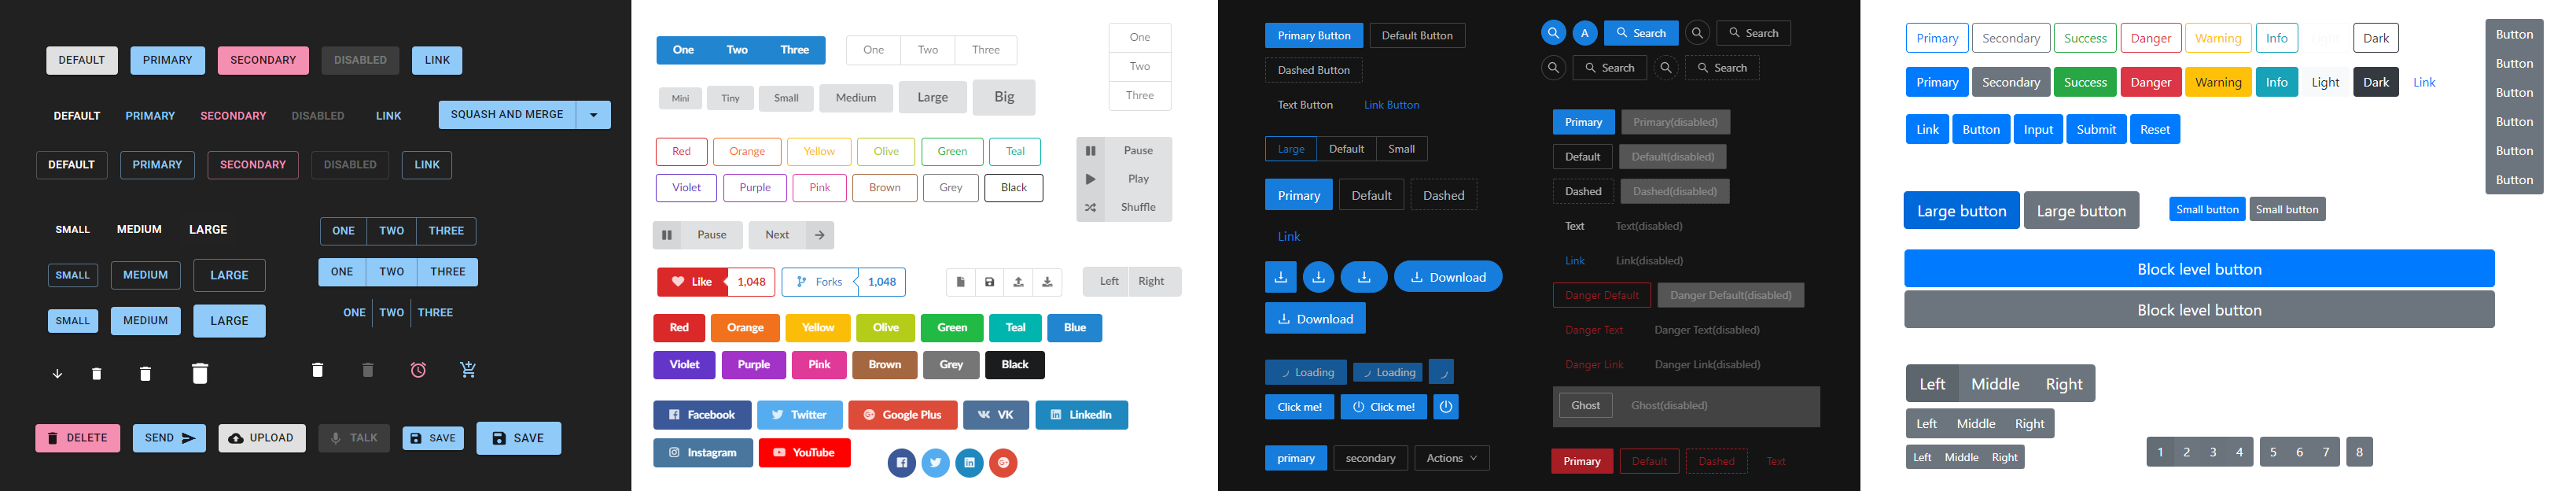 DEFAULT PRIMARY SECONDARY DISABLED LINK
DEFAULT PRIMARY SECONDARY DISABLED LINK SQUASH AND MERGE
DEFAULT PRIMARY SECONDARY DISABLED LINK
SMALL MEDIUM LARGE ONE TWO THREE
SMALL MEDIUM LARGE ONE TWO THREE
SMALL MEDIUM LARGE ONE TWO THREE
DELETE SEND UPLOAD TALK SAVE SAVE
One Two Three One Two Three
One
Two
Three
Mini Tiny Small Medium Large Big
Red Orange Yellow Olive Green Teal
Violet Purple Pink Brown Grey Black
Pause
Play
Shuffle
Pause Next
Like 1,048 Forks 1,048 Left Right
Red Orange Yellow Olive Green Teal Blue
Violet Purple Pink Brown Grey Black
Facebook Twitter Google Plus VK LinkedIn
Instagram YouTube
Primary Button Default Button
Dashed Button
Text Button Link Button
Large Default Small
Primary Default Dashed
Link
Download
Download
Loading Loading
Click me! Click me!
primary secondary Actions
A Search Search
Search Search
Primary Primary(disabled)
Default Default(disabled)
Dashed Dashed(disabled)
Text Text(disabled)
Link Link(disabled)
Danger Default Danger Default(disabled)
Danger Text Danger Text(disabled)
Danger Link Danger Link(disabled)
Ghost Ghost(disabled)
Primary Default Dashed Text
Primary Secondary Success Danger Warning Info Light Dark
Primary Secondary Success Danger Warning Info Light Dark Link
Link Button Input Submit Reset
Button
Button
Button
Button
Button
Button
Large button Large button Small button Small button
Block level button
Block level button
Left Middle Right
Left Middle Right
Left Middle Right
1 2 3 4 5 6 7 8